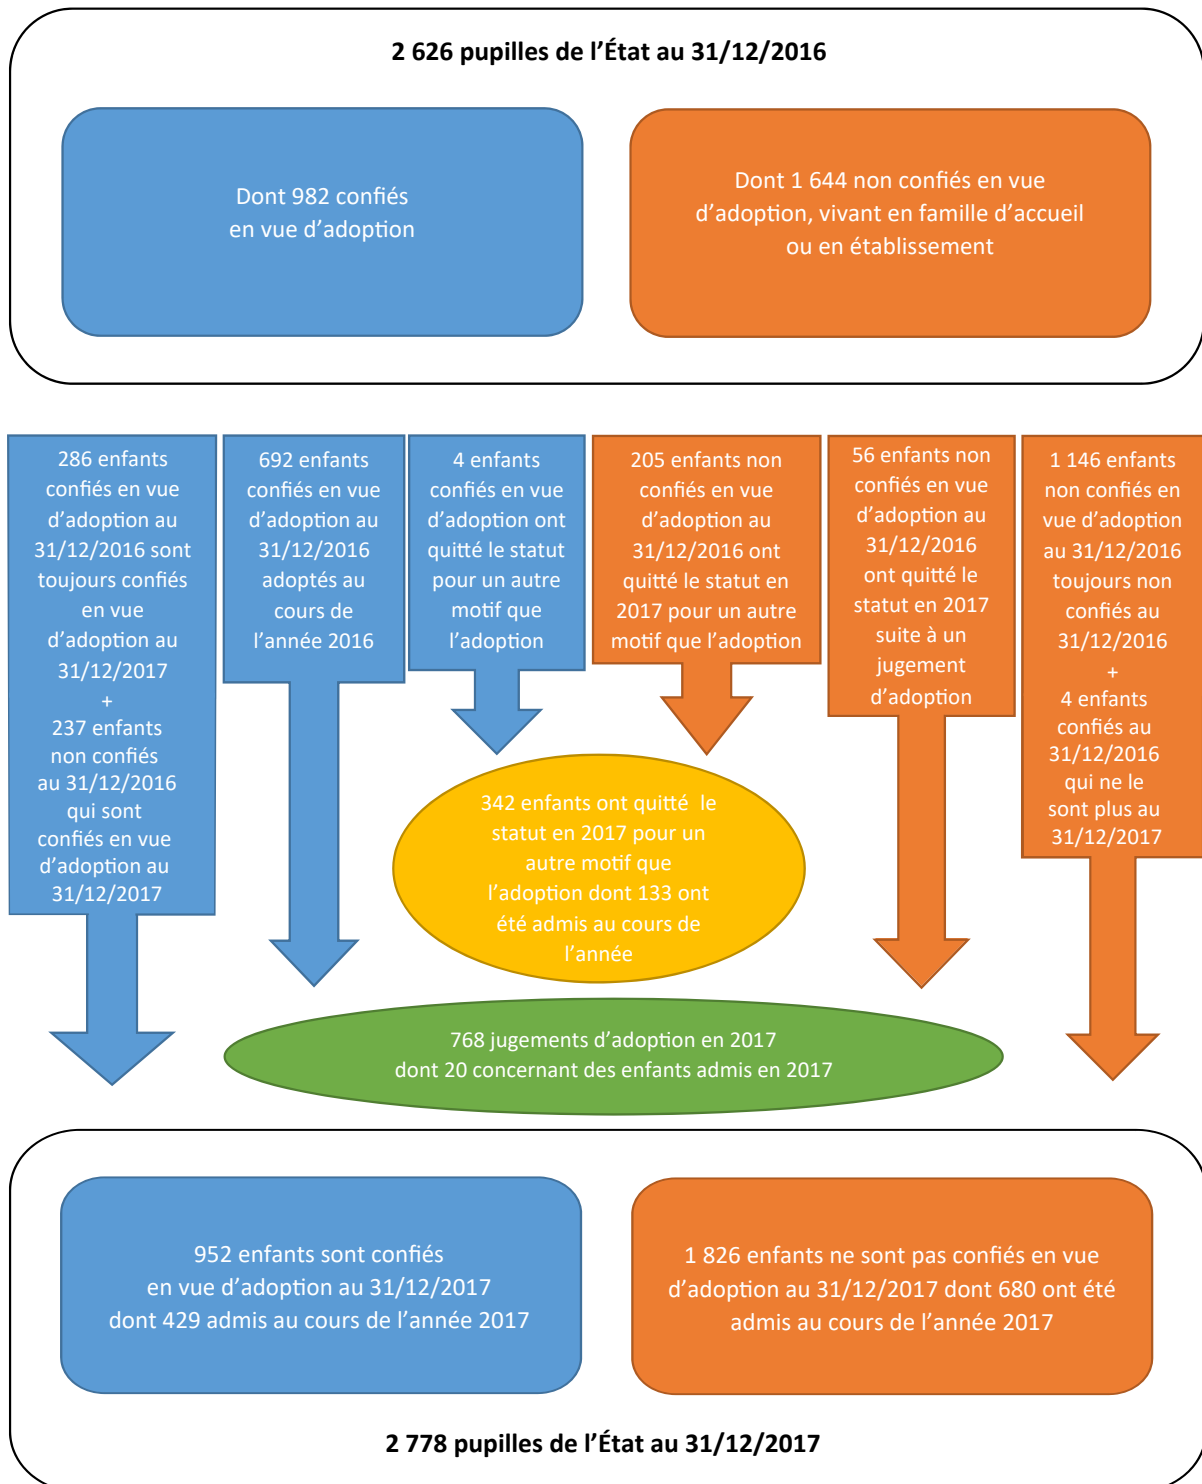 2 626 pupilles de l’État au 31/12/2016
Dont 982 confiés
en vue d’adoption
Dont 1 644 non confiés en vue
d’adoption, vivant en famille d’accueil
ou en établissement
286 enfants
confiés en vue
d’adoption au
31/12/2016 sont
toujours confiés
en vue
d’adoption au
31/12/2017
+
237 enfants
non confiés
au 31/12/2016
qui sont
confiés en vue
d’adoption au
31/12/2017
692 enfants
confiés en vue
d’adoption au
31/12/2016
adoptés au
cours de
l’année 2016
4 enfants
confiés en vue
d’adoption ont
quitté le statut
pour un autre
motif que
l’adoption
205 enfants non
confiés en vue
d’adoption au
31/12/2016 ont
quitté le statut en
2017 pour un autre
motif que l’adoption
56 enfants non
confiés en vue
d’adoption au
31/12/2016
ont quitté le
statut en 2017
suite à un
jugement
d’adoption
1 146 enfants
non confiés en
vue d’adoption
au 31/12/2016
toujours non
confiés au
31/12/2016
+
4 enfants
confiés au
31/12/2016
qui ne le
sont plus au
31/12/2017
342 enfants ont quitté le
statut en 2017 pour un
autre motif que
l’adoption dont 133 ont
été admis au cours de
l’année
768 jugements d’adoption en 2017
dont 20 concernant des enfants admis en 2017
952 enfants sont confiés
en vue d’adoption au 31/12/2017
dont 429 admis au cours de l’année 2017
1 826 enfants ne sont pas confiés en vue
d’adoption au 31/12/2017 dont 680 ont été
admis au cours de l’année 2017
2 778 pupilles de l’État au 31/12/2017